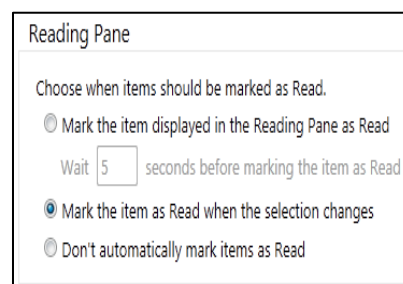 Reading Pane
Choose when items should be marked as Read.
Mark the item displayed in the Reading Pane as Read
Wait 5 seconds before marking the item as Read
Mark the item as Read when the selection changes
Don't automatically mark items as Read